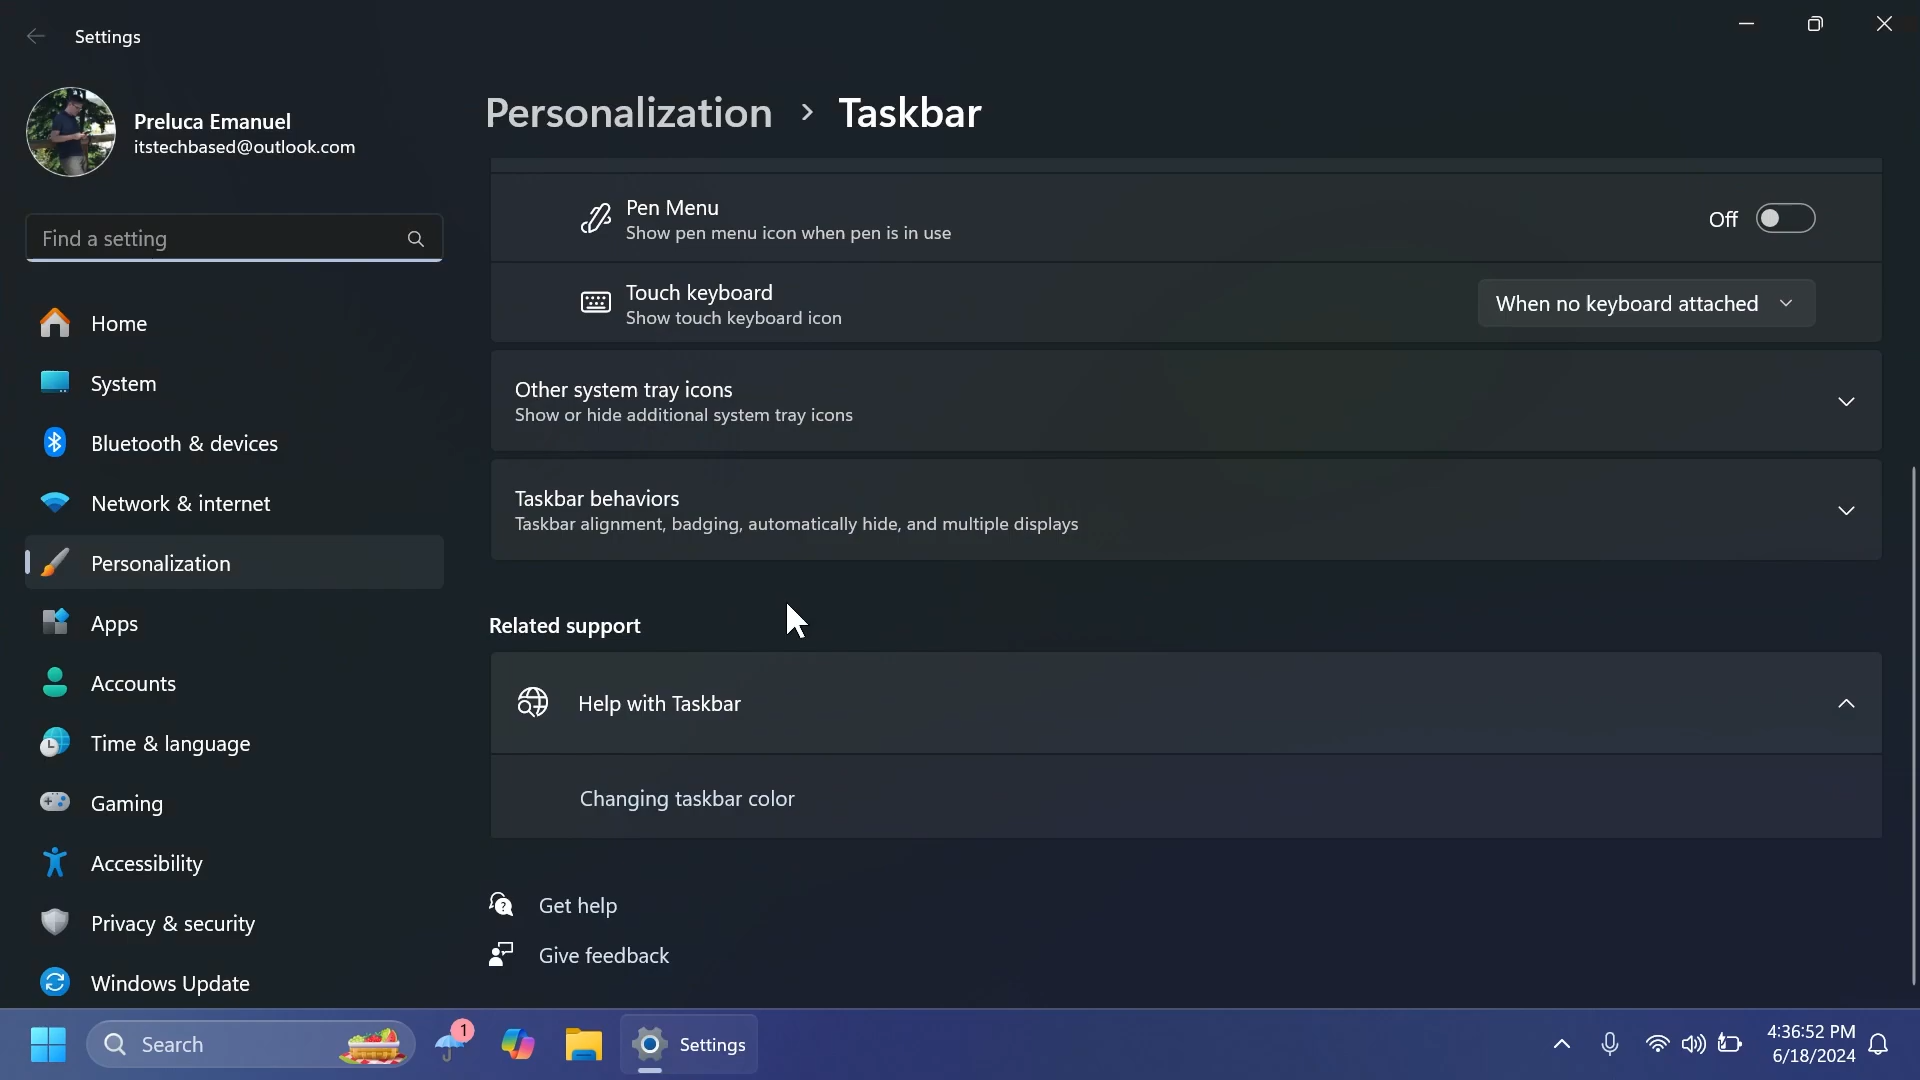 Settings
Preluca Emanuel
itstechbased@outlook.com
Find a setting
Home
System
Bluetooth & devices
Network & internet
Personalization
Apps
Accounts
Time & language
Gaming
Accessibility
Privacy & security
Windows Update
Personalization > Taskbar
Pen Menu
Show pen menu icon when pen is in use
Off
Touch keyboard
Show touch keyboard icon
When no keyboard attached
Other system tray icons
Show or hide additional system tray icons
Taskbar behaviors
Taskbar alignment, badging, automatically hide, and multiple displays
Related support
Help with Taskbar
Changing taskbar color
Get help
Give feedback
Search
1
Settings
4:36:52 PM
6/18/2024